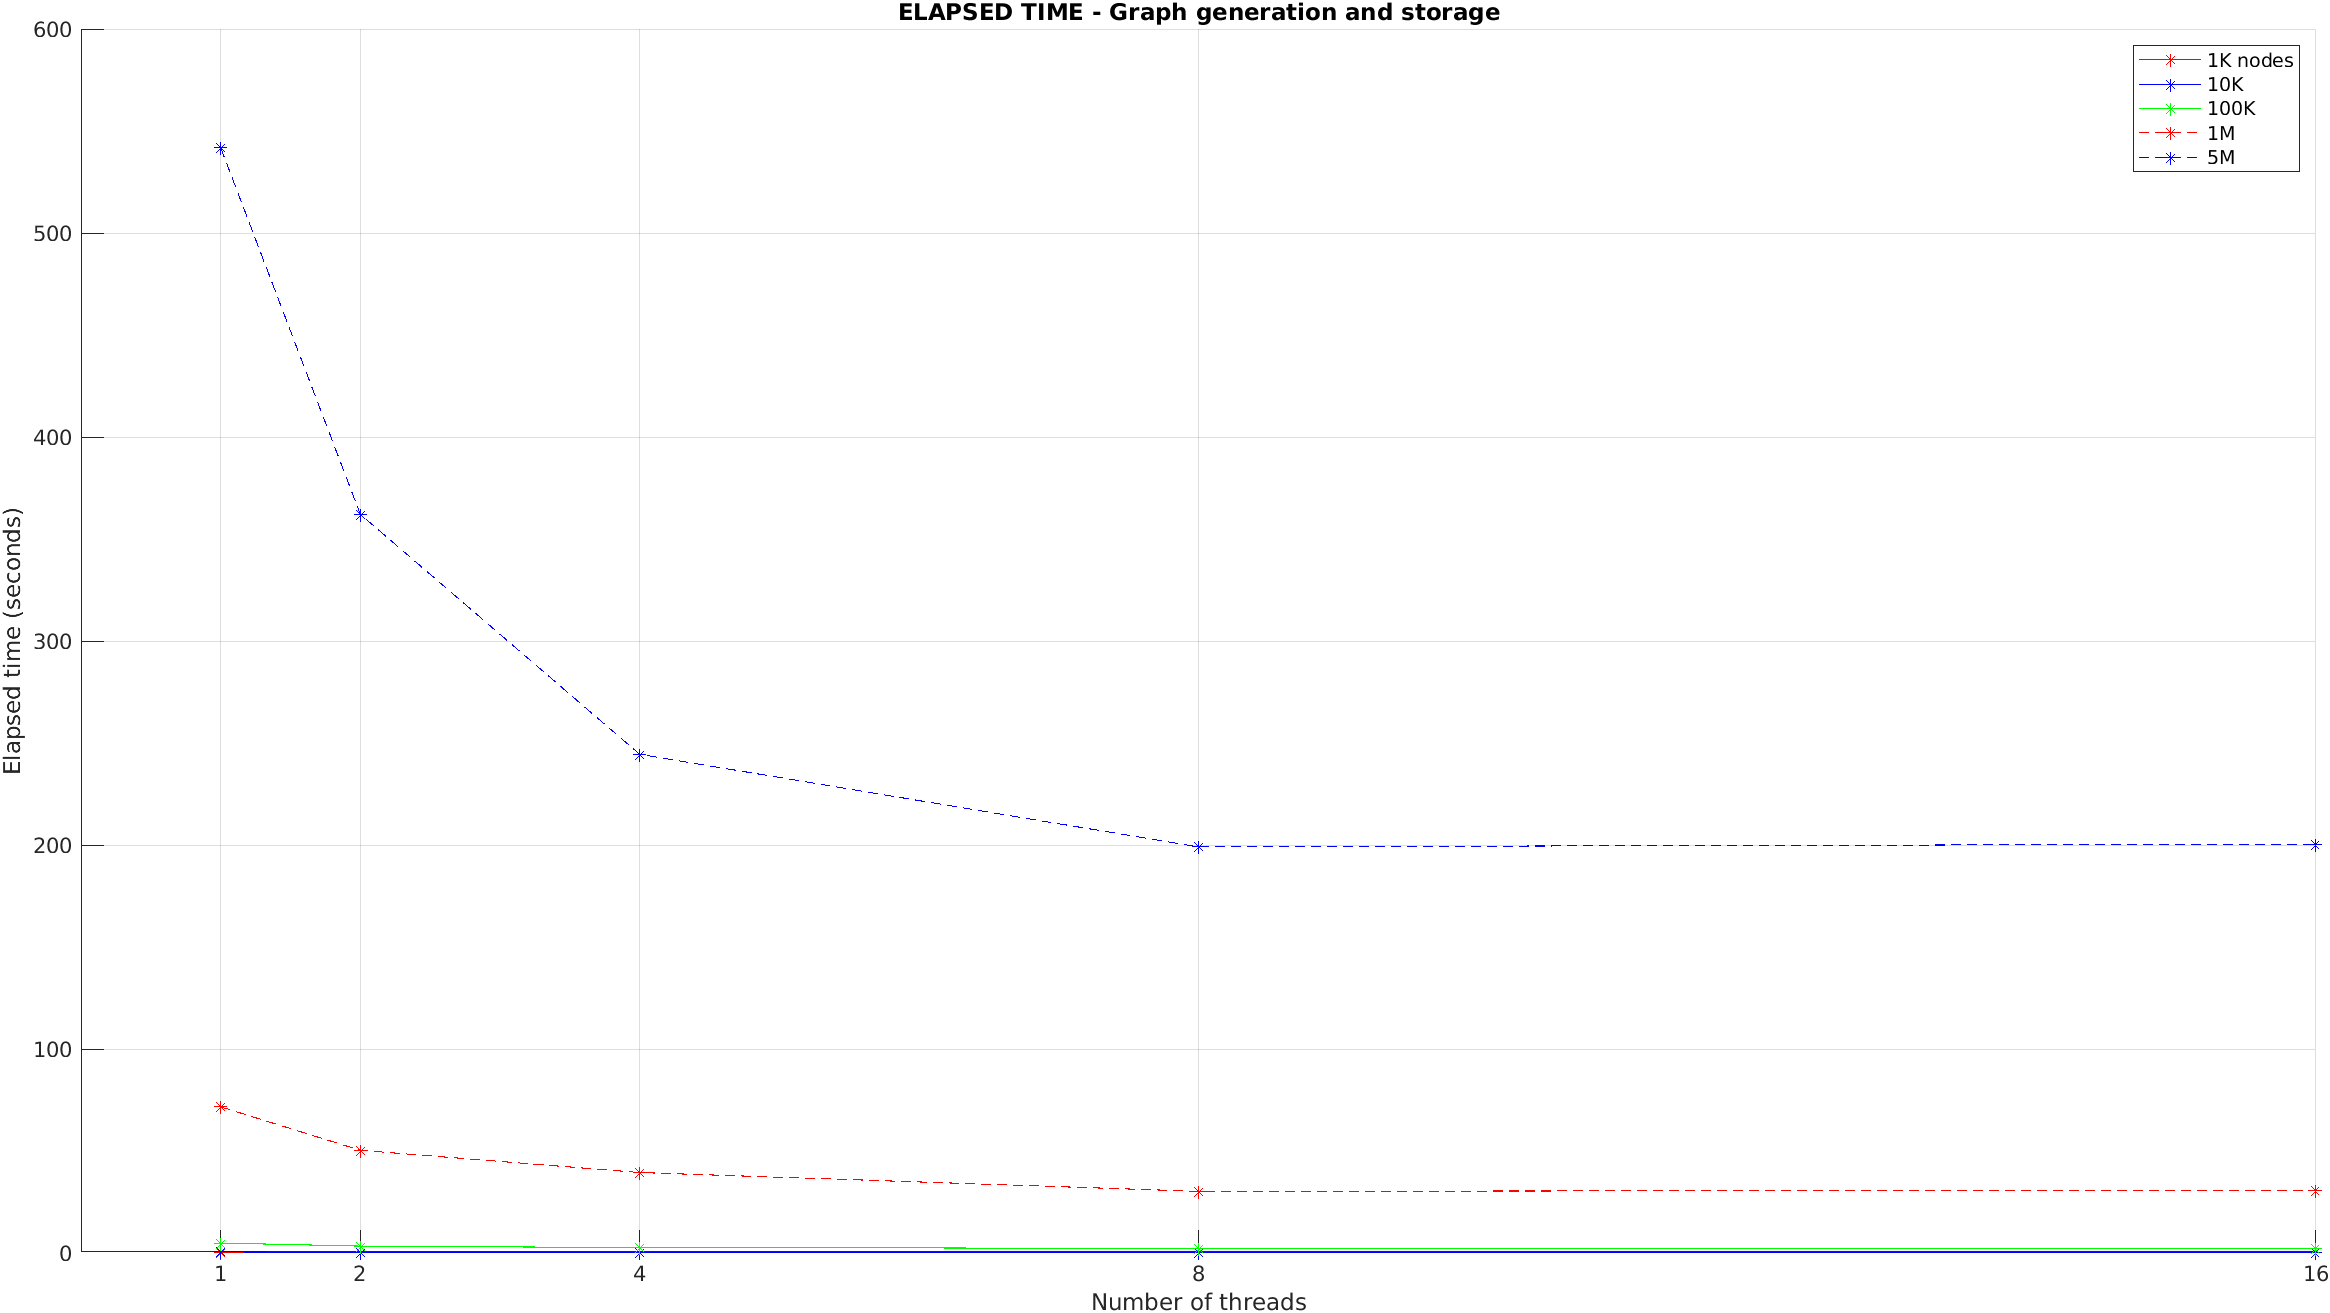 ELAPSED TIME - Graph generation and storage
600
500
400
300
200
100
0
Elapsed time (seconds)
1K nodes
10K
100K
1M
5M
1 2 4 8 16
Number of threads